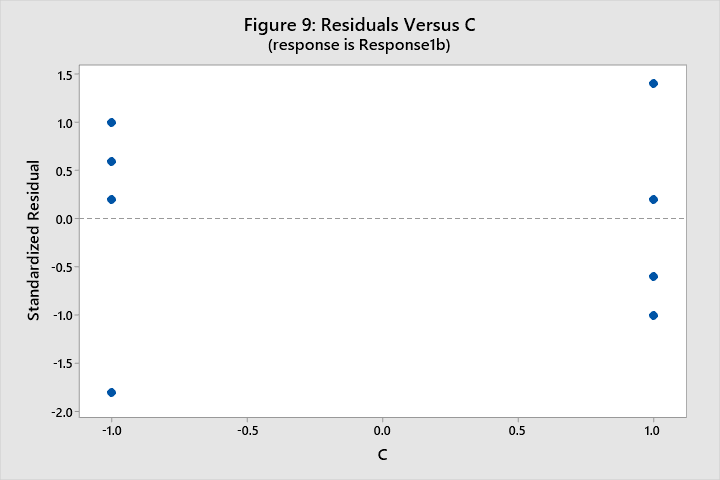 Figure 9: Residuals Versus C
(response is Response1b)
1.5
1.0
0.5
0.0
-0.5
-1.0
-1.5
-2.0
Standardized Residual
-1.0 -0.5 0.0 0.5 1.0
C